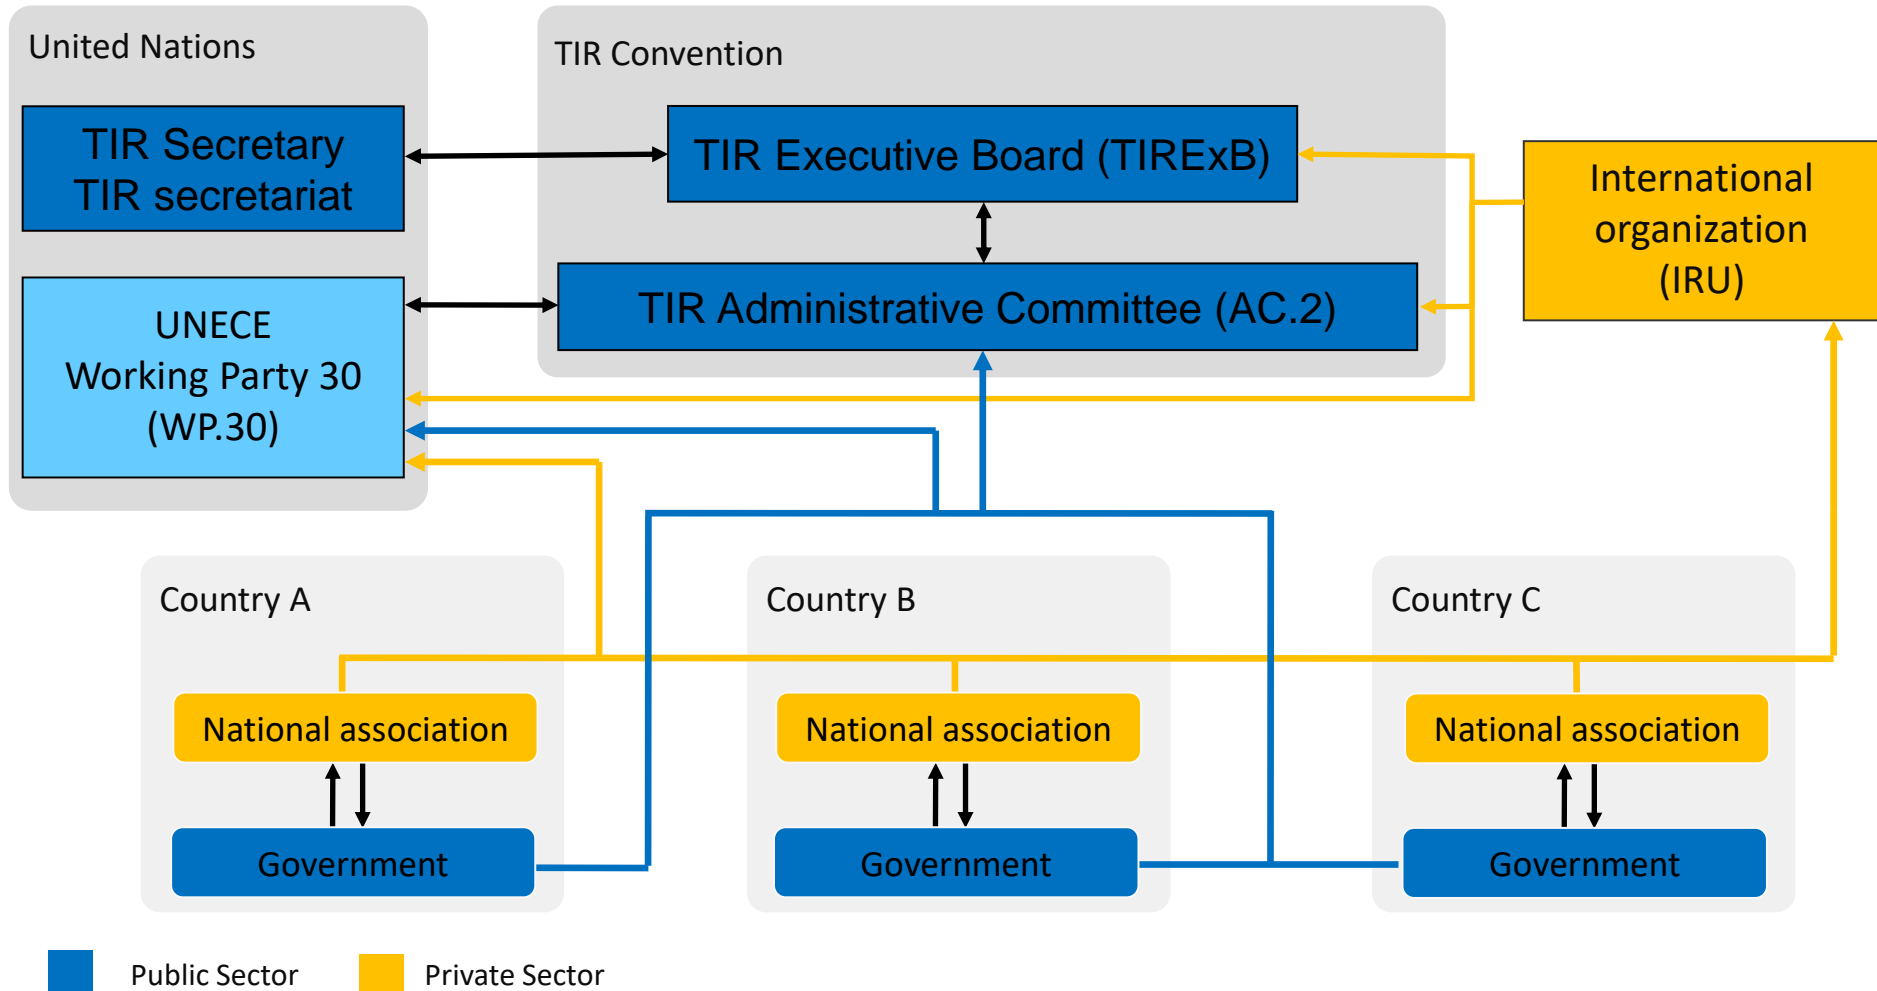 United Nations
TIR Secretary
TIR secretariat
UNECE
Working Party 30
(WP.30)
TIR Convention
TIR Executive Board (TIRExB)
TIR Administrative Committee (AC.2)
International
organization
(IRU)
Country A
National association
Government
Country B
National association
Government
Country C
National association
Government
Public Sector
Private Sector